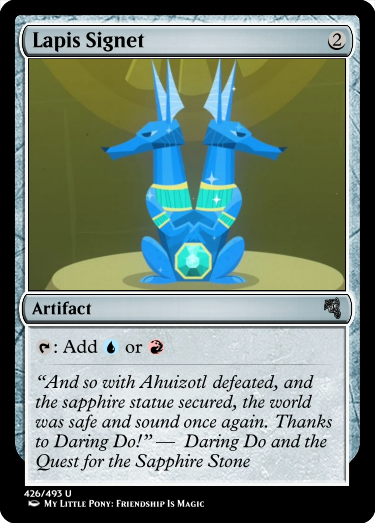 Lapis Signet 2
Artifact
: Add or
“And so with Ahuizotl defeated, and
the sapphire statue secured, the world
was safe and sound once again. Thanks
to Daring Do!” — Daring Do and the
Quest for the Sapphire Stone
426/493 U
My Little Pony: Friendship Is Magic